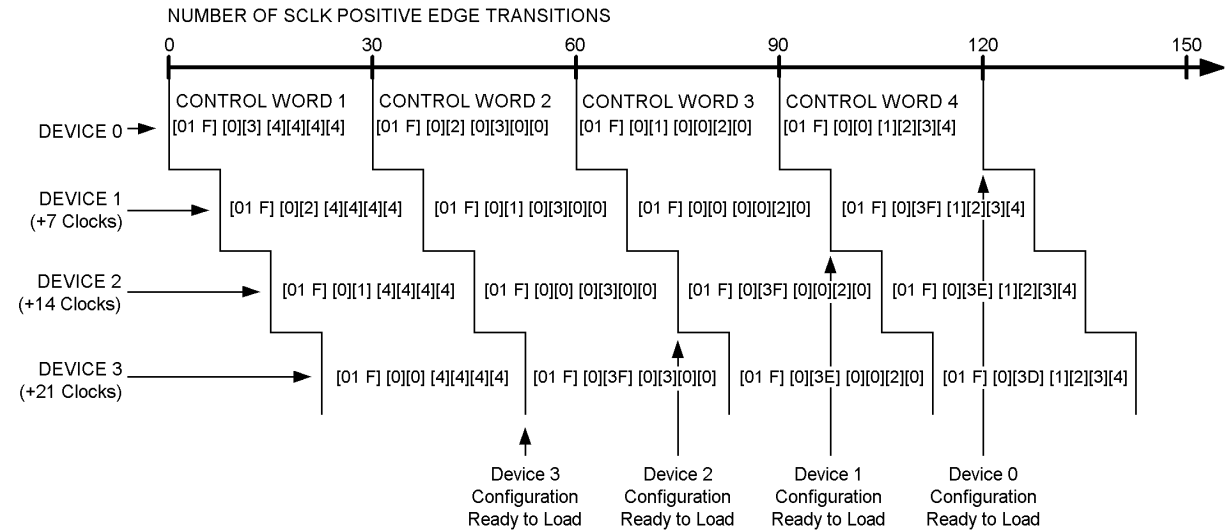 NUMBER OF SCLK POSITIVE EDGE TRANSITIONS
0 30 60 90 120 150
CONTROL WORD 1 CONTROL WORD 2 CONTROL WORD 3 CONTROL WORD 4
DEVICE 0 [01 F] [0][3] [4][4][4][4] [01 F] [0][2] [0][3][0][0] [01 F] [0][1] [0][0][2][0] [01 F] [0][0] [1][2][3][4]
DEVICE 1
(+7 Clocks)
[01 F] [0][2] [4][4][4][4] [01 F] [0][1] [0][3][0][0] [01 F] [0][0] [0][0][2][0] [01 F] [0][3F] [1][2][3][4]
DEVICE 2
(+14 Clocks)
[01 F] [0][1] [4][4][4][4] [01 F] [0][0] [0][3][0][0] [01 F] [0][3F] [0][0][2][0] [01 F] [0][3E] [1][2][3][4]
DEVICE 3
(+21 Clocks)
[01 F] [0][0] [4][4][4][4] [01 F] [0][3F] [0][3][0][0] [01 F] [0][3E] [0][0][2][0] [01 F] [0][3D] [1][2][3][4]
Device 3
Configuration
Ready to Load
Device 2
Configuration
Ready to Load
Device 1
Configuration
Ready to Load
Device 0
Configuration
Ready to Load